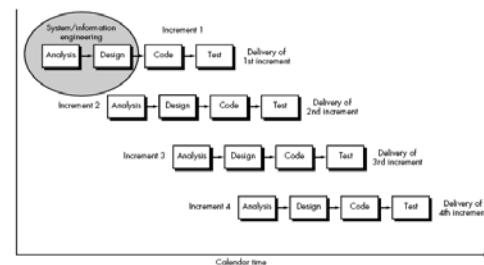 System/information
engineering
Increment 1
Analysis
Design
Code
Test
Delivery of
1st increment
Increment 2
Analysis
Design
Code
Test
Delivery of
2nd increment
Increment 3
Analysis
Design
Code
Test
Delivery of
3rd increment
Increment 4
Analysis
Design
Code
Test
Delivery of
4th increment
Calendar time